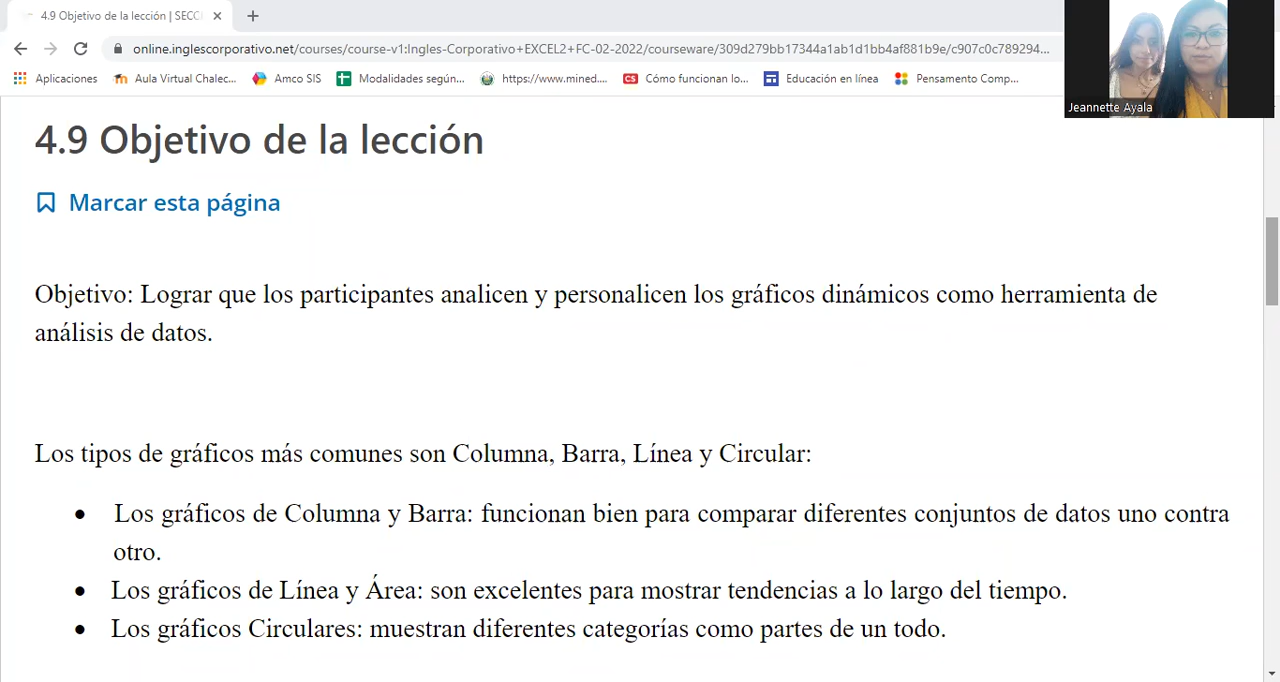 4.9 Objetivo de la lección | SECCI
online.inglescorporativo.net/courses/course-v1:Ingles-Corporativo+EXCEL2+FC-02-2022/courseware/309d279bb17344a1ab1d1bb4af881b9e/c907c0c789294...
Aplicaciones Aula Virtual Chalec... Amco SIS Modalidades según,... https://www.mined.... CS Cómo funcionan lo... Educación en línea Pensamento Comp...
Jeannette Ayala
4.9 Objetivo de la lección
Marcar esta página
Objetivo: Lograr que los participantes analicen y personalicen los gráficos dinámicos como herramienta de
análisis de datos.
Los tipos de gráficos más comunes son Columna, Barra, Línea y Circular:
• Los gráficos de Columna y Barra: funcionan bien para comparar diferentes conjuntos de datos uno contra
otro.
• Los gráficos de Línea y Área: son excelentes para mostrar tendencias a lo largo del tiempo.
• Los gráficos Circulares: muestran diferentes categorías como partes de un todo.